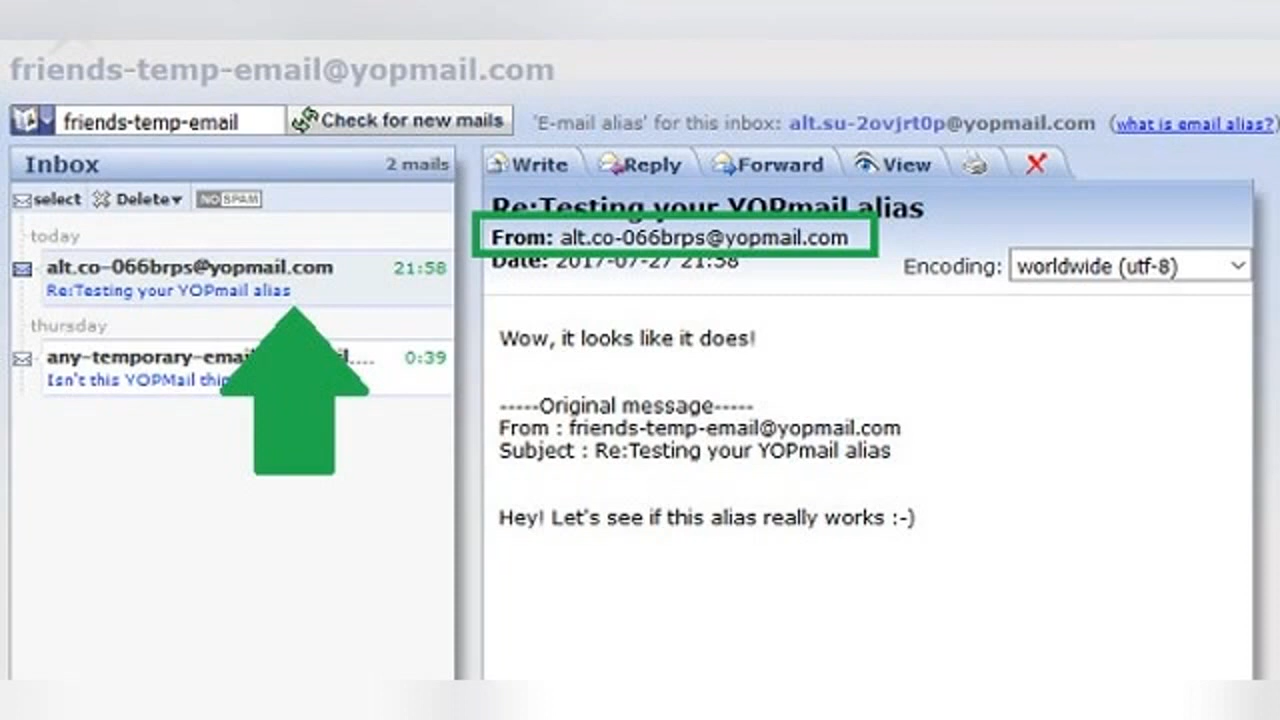 friends-temp-email@yopmail.com
friends-temp-email
Check for new mails
'E-mail alias' for this inbox: alt.su-2ovjrt0p@yopmail.com (what is email alias?)
Inbox 2 mails
select Delete NO SPAM
today
alt.co-066brps@yopmail.com 21:58
Re:Testing your YOPmail alias
thursday
any-temporary-email 0:39
Isn't this YOPMail
Write Reply Forward View
Re:Testing your YOPmail alias
From: alt.co-066brps@yopmail.com
Date: 2017-07-27 21:58
Encoding: worldwide (utf-8)
Wow, it looks like it does!
-----Original message-----
From : friends-temp-email@yopmail.com
Subject : Re:Testing your YOPmail alias
Hey! Let's see if this alias really works :-)